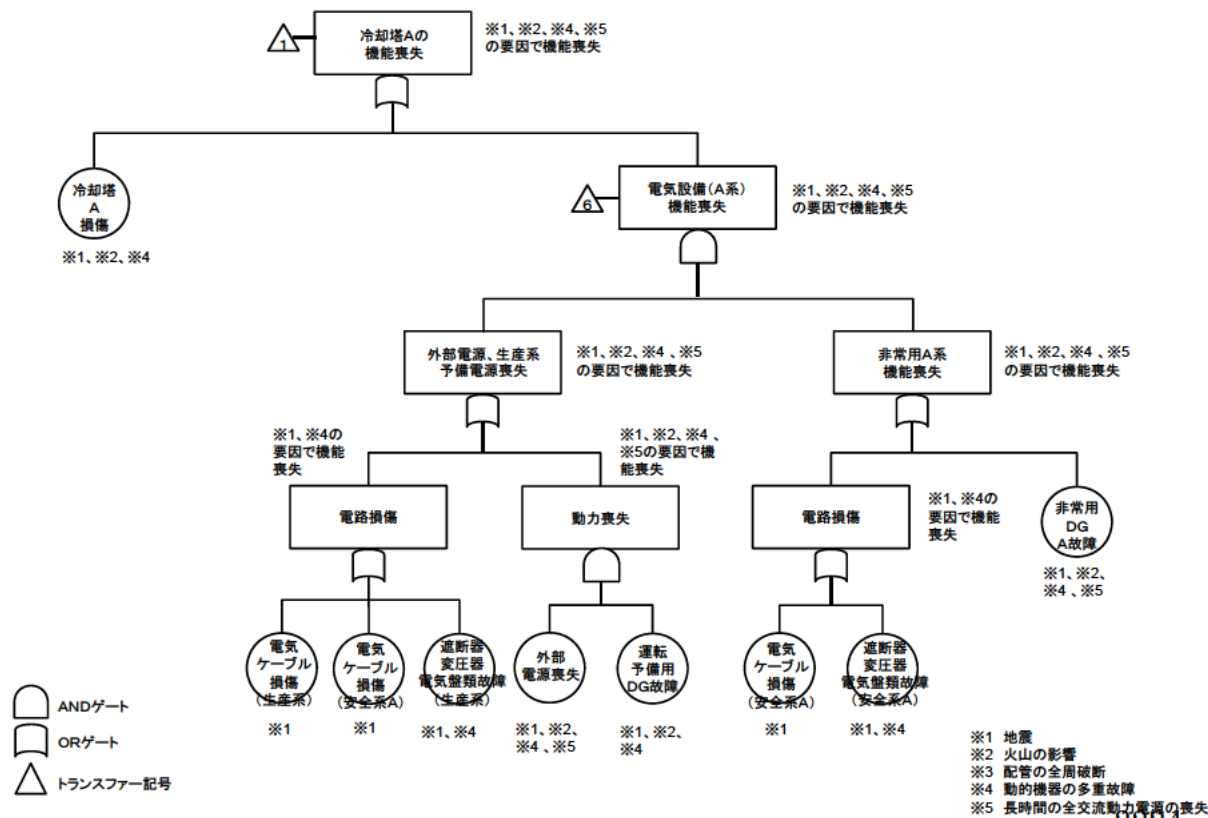 冷却塔Aの
機能喪失
1
※1、※2、※4、※5
の要因で機能喪失
冷却塔
A
損傷
※1、※2、※4
電気設備(A系)
機能喪失
6
※1、※2、※4、※5
の要因で機能喪失
外部電源、生産系
予備電源喪失
※1、※2、※4 、※5
の要因で機能喪失
非常用A系
機能喪失
※1、※2、※4 、※5
の要因で機能喪失
※1、※4の
要因で機能
喪失
電路損傷
※1、※2、※4 、
※5の要因で機
能喪失
動力喪失
電路損傷
※1、※4の
要因で機能
喪失
非常用
DG
A故障
※1、※2、
※4 、※5
電気
ケーブル
損傷
(生産系)
※1
電気
ケーブル
損傷
(安全系A)
※1
遮断器
変圧器
電気盤類故障
(生産系)
※1、※4
外部
電源喪失
※1、※2、
※4 、※5
運転
予備用
DG故障
※1、※2、
※4
電気
ケーブル
損傷
(安全系A)
※1
遮断器
変圧器
電気盤類故障
(安全系A)
※1、※4
ANDゲート
ORゲート
トランスファー記号
※1 地震
※2 火山の影響
※3 配管の全周破断
※4 動的機器の多重故障
※5 長時間の全交流動力電源の喪失